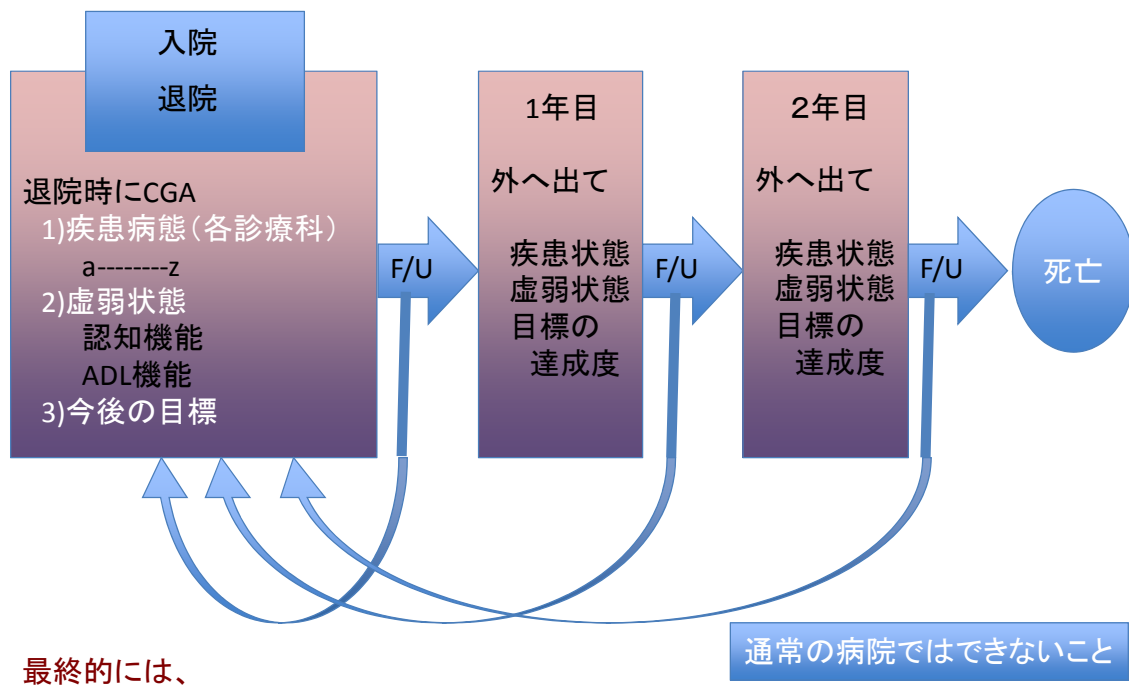 入院
退院
退院時にCGA
1)疾患病態(各診療科)
a--------z
2)虚弱状態
認知機能
ADL機能
3)今後の目標
F/U
1年目
外へ出て
疾患状態
虚弱状態
目標の
達成度
F/U
２年目
外へ出て
疾患状態
虚弱状態
目標の
達成度
F/U
死亡
通常の病院ではできないこと
最終的には、